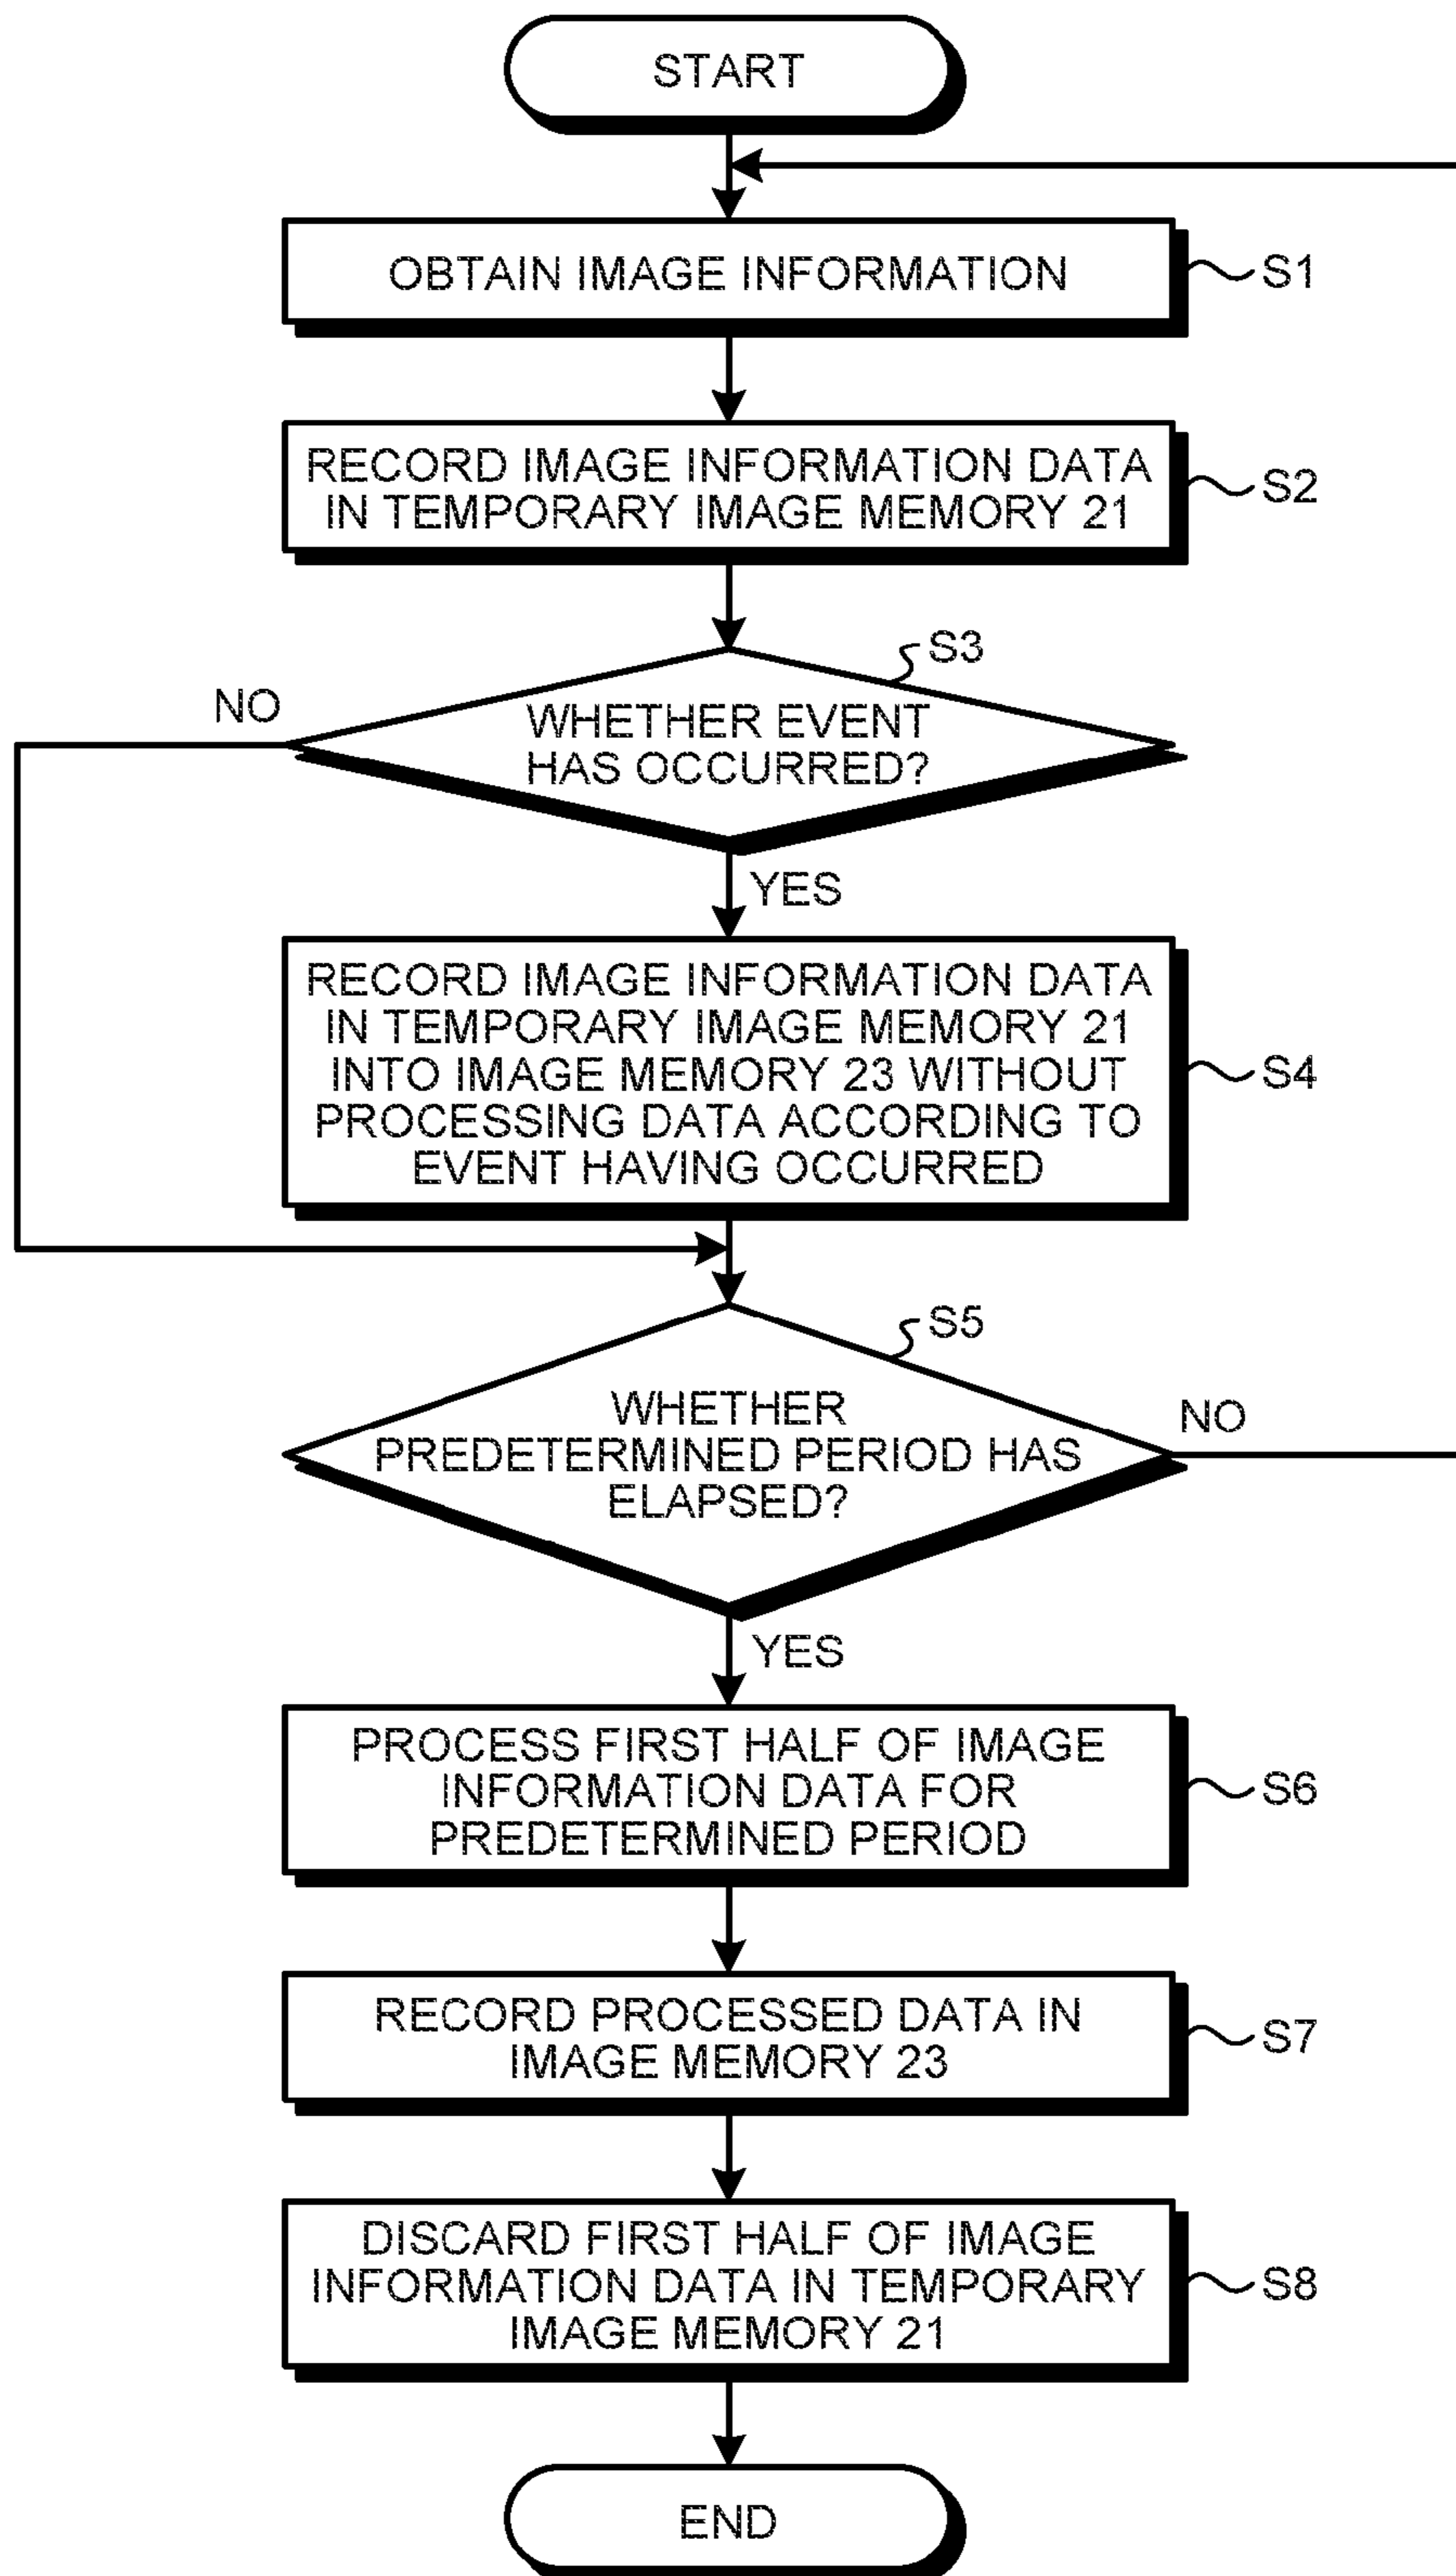 START
OBTAIN IMAGE INFORMATION
S1
RECORD IMAGE INFORMATION DATA
IN TEMPORARY IMAGE MEMORY 21
S2
S3
NO
WHETHER EVENT
HAS OCCURRED?
YES
RECORD IMAGE INFORMATION DATA
IN TEMPORARY IMAGE MEMORY 21
INTO IMAGE MEMORY 23 WITHOUT
PROCESSING DATA ACCORDING TO
EVENT HAVING OCCURRED
S4
S5
WHETHER
PREDETERMINED PERIOD HAS
ELAPSED?
NO
YES
PROCESS FIRST HALF OF IMAGE
INFORMATION DATA FOR
PREDETERMINED PERIOD
S6
RECORD PROCESSED DATA IN
IMAGE MEMORY 23
S7
DISCARD FIRST HALF OF IMAGE
INFORMATION DATA IN TEMPORARY
IMAGE MEMORY 21
S8
END